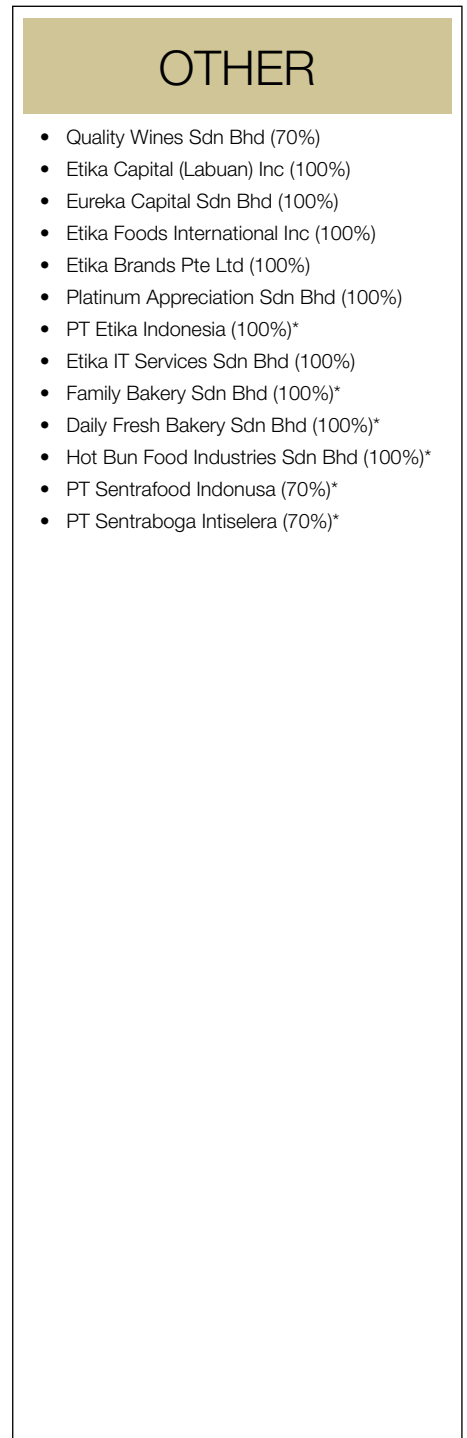 OTHER
• Quality Wines Sdn Bhd (70%)
• Etika Capital (Labuan) Inc (100%)
• Eureka Capital Sdn Bhd (100%)
• Etika Foods International Inc (100%)
• Etika Brands Pte Ltd (100%)
• Platinum Appreciation Sdn Bhd (100%)
• PT Etika Indonesia (100%)*
• Etika IT Services Sdn Bhd (100%)
• Family Bakery Sdn Bhd (100%)*
• Daily Fresh Bakery Sdn Bhd (100%)*
• Hot Bun Food Industries Sdn Bhd (100%)*
• PT Sentrafood Indonusa (70%)*
• PT Sentraboga Intiselera (70%)*